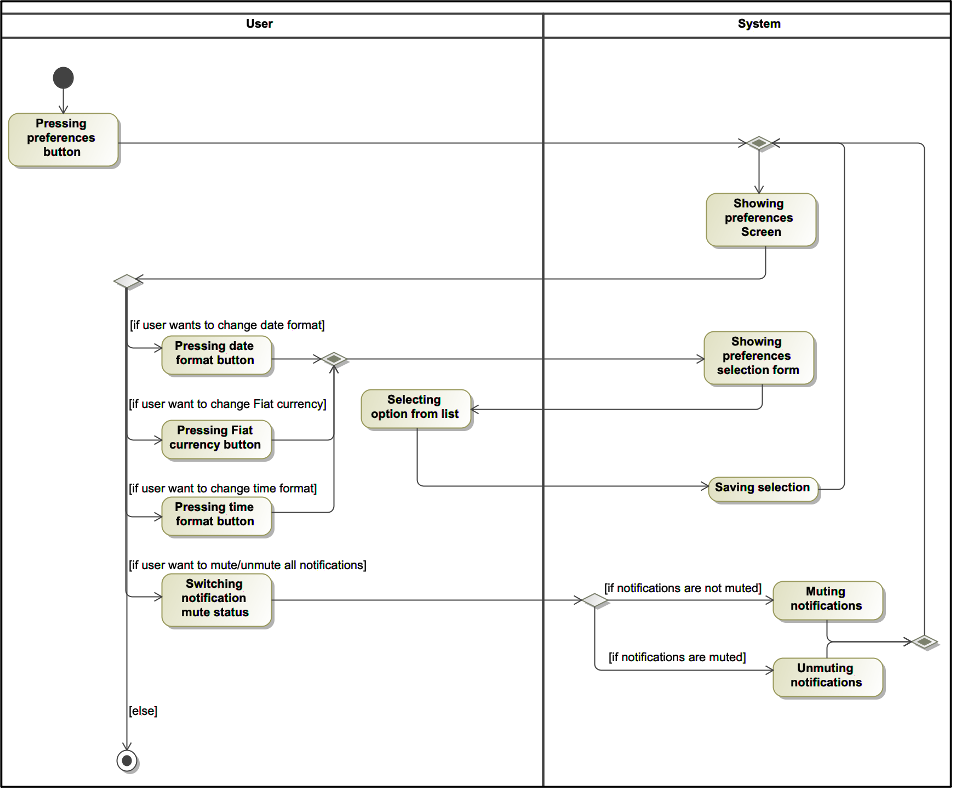 User
System
Pressing
preferences
button
Showing
preferences
Screen
[if user wants to change date format]
Pressing date
format button
Showing
preferences
selection form
Selecting
option from list
[if user want to change Fiat currency]
Pressing Fiat
currency button
[if user want to change time format]
Pressing time
format button
Saving selection
[if user want to mute/unmute all notifications]
Switching
notification
mute status
[if notifications are not muted]
Muting
notifications
[if notifications are muted]
Unmuting
notifications
[else]